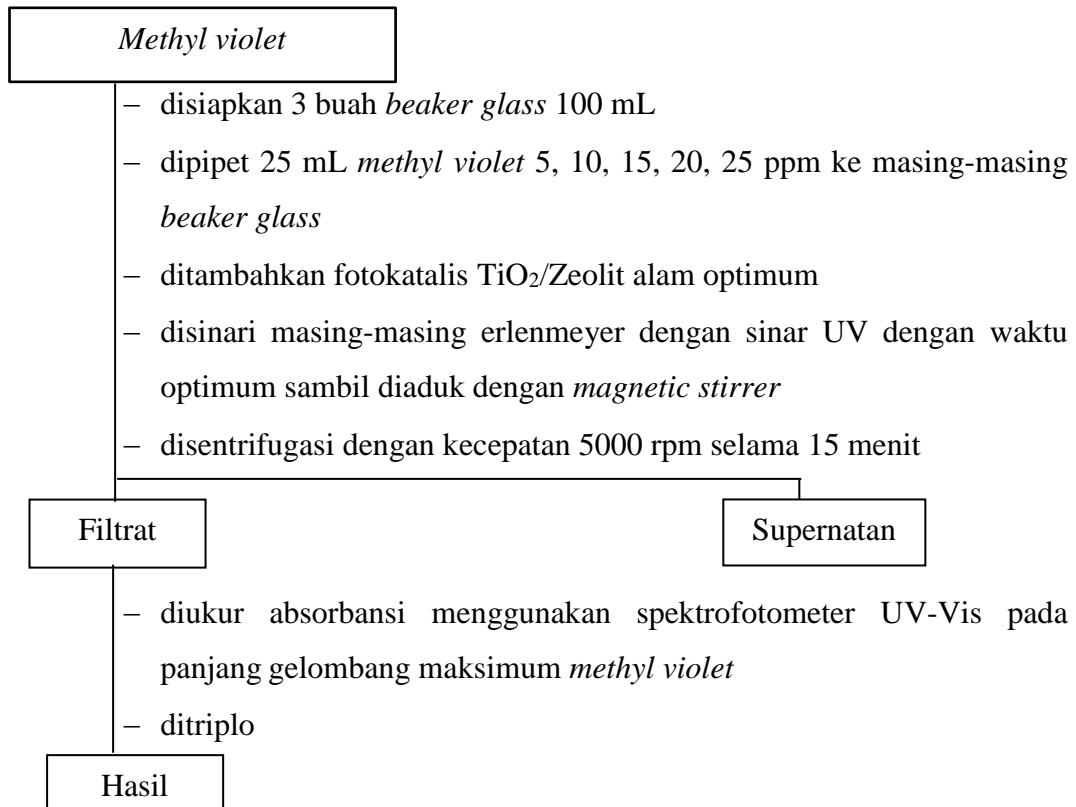 Methyl violet
– disiapkan 3 buah beaker glass 100 mL
– dipipet 25 mL methyl violet 5, 10, 15, 20, 25 ppm ke masing-masing
beaker glass
– ditambahkan fotokatalis TiO₂/Zeolit alam optimum
– disinari masing-masing erlenmeyer dengan sinar UV dengan waktu
optimum sambil diaduk dengan magnetic stirrer
– disentrifugasi dengan kecepatan 5000 rpm selama 15 menit
Filtrat
Supernatan
– diukur absorbansi menggunakan spektrofotometer UV-Vis pada
panjang gelombang maksimum methyl violet
– ditriplo
Hasil